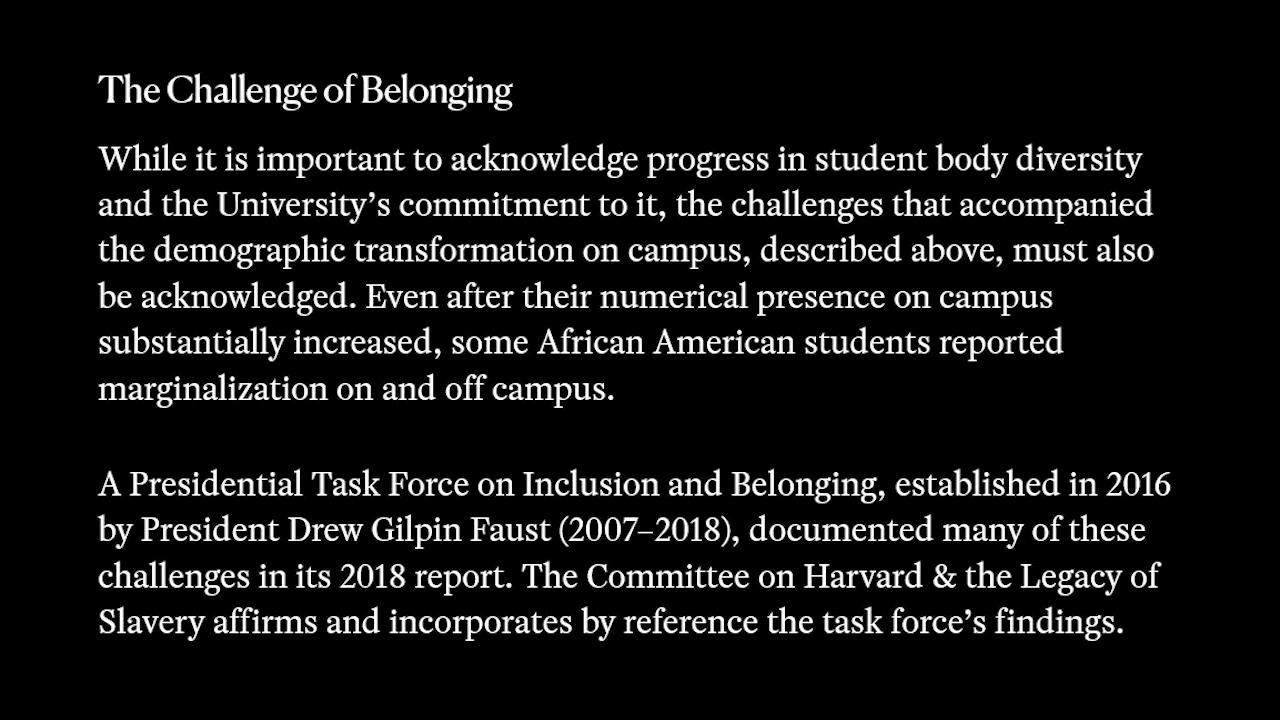 The Challenge of Belonging
While it is important to acknowledge progress in student body diversity
and the University’s commitment to it, the challenges that accompanied
the demographic transformation on campus, described above, must also
be acknowledged. Even after their numerical presence on campus
substantially increased, some African American students reported
marginalization on and off campus.
A Presidential Task Force on Inclusion and Belonging, established in 2016
by President Drew Gilpin Faust (2007–2018), documented many of these
challenges in its 2018 report. The Committee on Harvard & the Legacy of
Slavery affirms and incorporates by reference the task force’s findings.